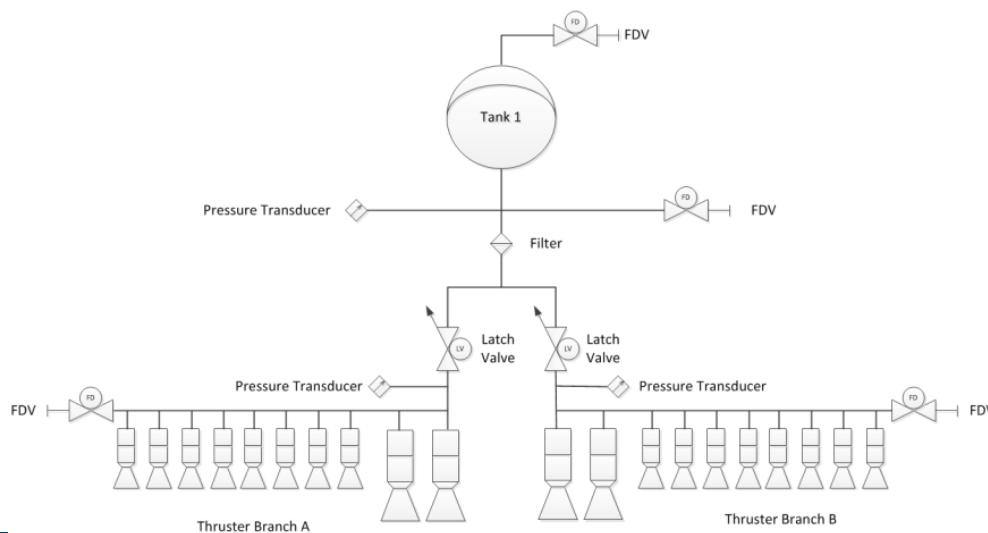 FD
FDV
Tank 1
Pressure Transducer
FD
FDV
Filter
LV
Latch
Valve
LV
Latch
Valve
Pressure Transducer
Pressure Transducer
FDV
FD
FD
FDV
Thruster Branch A
Thruster Branch B